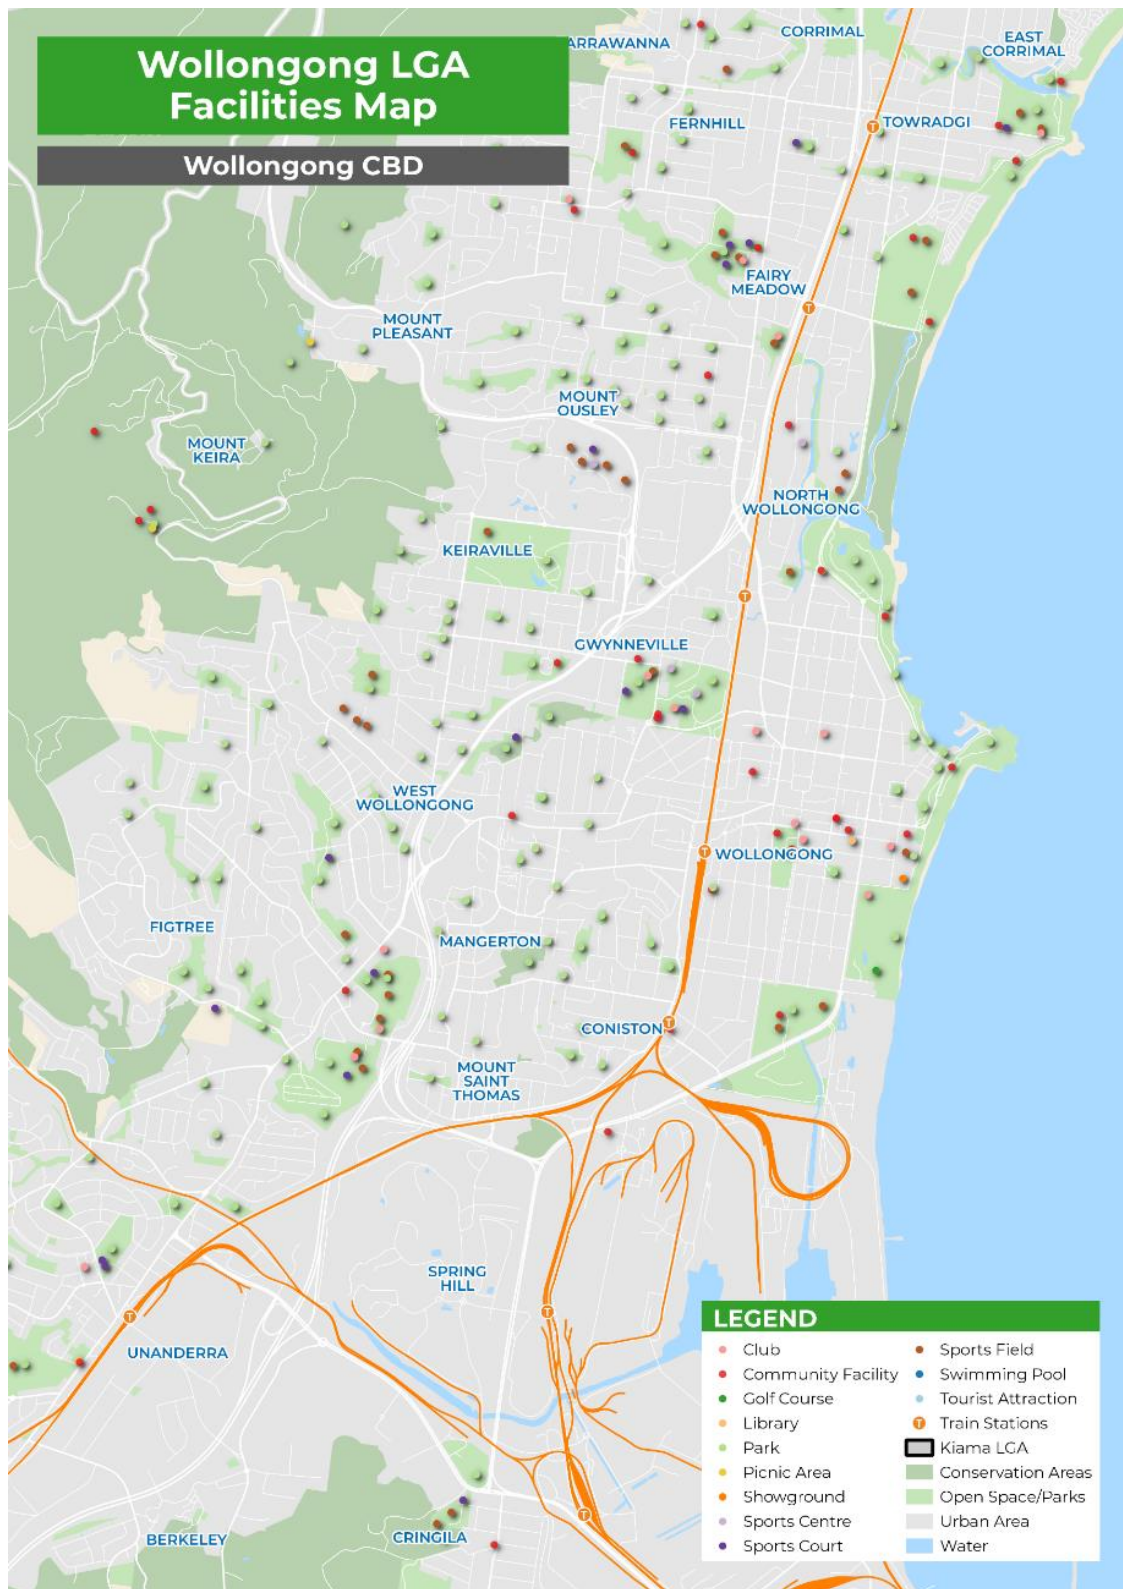 Wollongong LGA
Facilities Map
Wollongong CBD
ARRAWANNA
CORRIMAL
EAST
CORRIMAL
FERNHILL
T TOWRADGI
FAIRY
MEADOW
T
MOUNT
PLEASANT
MOUNT
OUSLEY
MOUNT
KEIRA
NORTH
WOLLONGONG
KEIRAVILLE
T
GWYNNEVILLE
WEST
WOLLONGONG
T WOLLONGONG
FIGTREE
MANGERTON
CONISTON T
MOUNT
SAINT
THOMAS
SPRING
HILL
T
T
UNANDERRA
T
BERKELEY
CRINGILA
LEGEND
Club
Community Facility
Golf Course
Library
Park
Picnic Area
Showground
Sports Centre
Sports Court
Sports Field
Swimming Pool
Tourist Attraction
T Train Stations
Kiama LGA
Conservation Areas
Open Space/Parks
Urban Area
Water